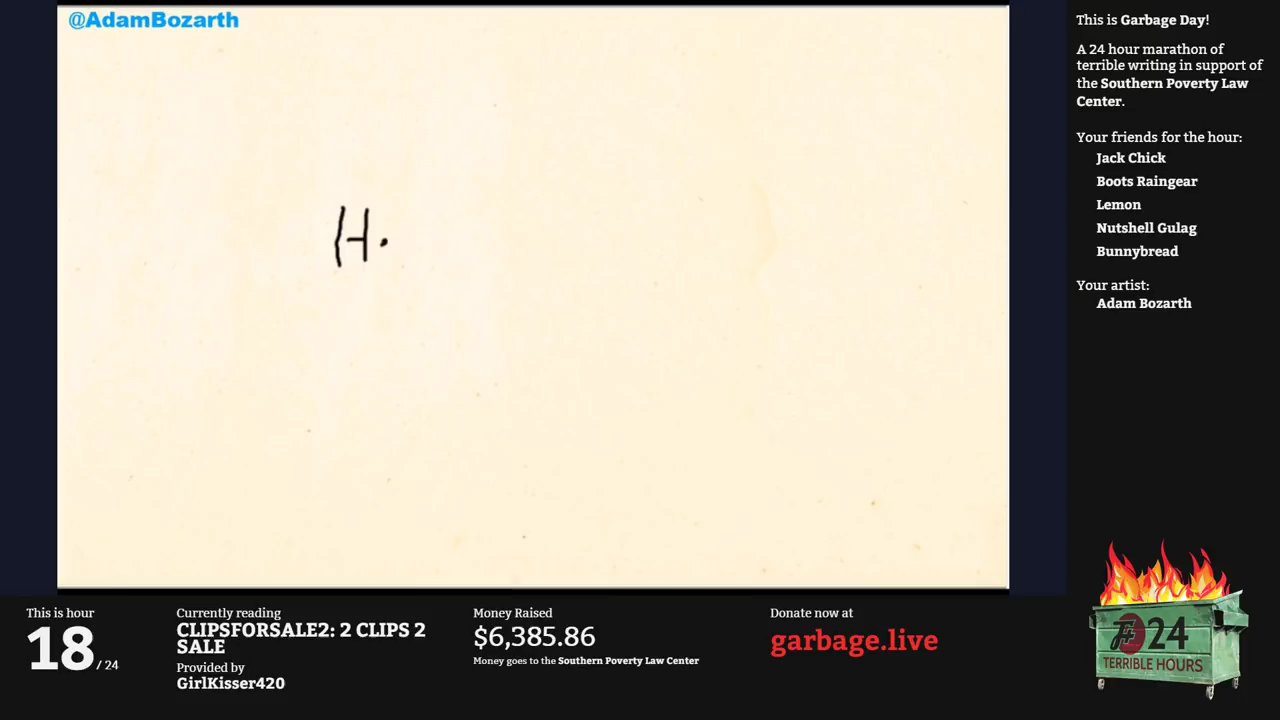 @AdamBozarth
H.
This is Garbage Day!
A 24 hour marathon of
terrible writing in support of
the Southern Poverty Law
Center.
Your friends for the hour:
Jack Chick
Boots Raingear
Lemon
Nutshell Gulag
Bunnybread
Your artist:
Adam Bozarth
This is hour
18 / 24
Currently reading
CLIPSFORSALE2: 2 CLIPS 2
SALE
Provided by
GirlKisser420
Money Raised
$6,385.86
Money goes to the Southern Poverty Law Center
Donate now at
garbage.live
24
TERRIBLE HOURS